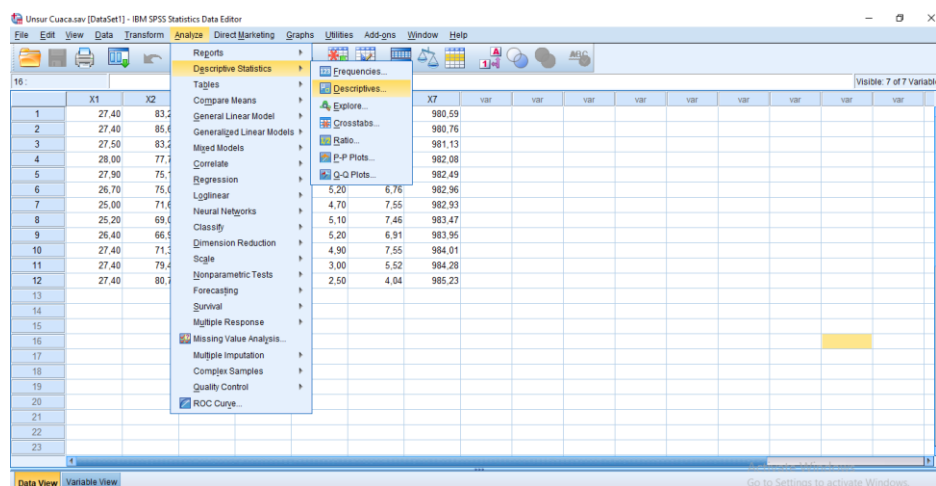 Unsur Cuaca.sav [DataSet1] - IBM SPSS Statistics Data Editor
File Edit View Data Transform Analyze Direct Marketing Graphs Utilities Add-ons Window Help
16 :
Visible: 7 of 7 Variabl
Reports
Descriptive Statistics
Tables
Compare Means
General Linear Model
Generalized Linear Models
Mixed Models
Correlate
Regression
Loglinear
Neural Networks
Classify
Dimension Reduction
Scale
Nonparametric Tests
Forecasting
Survival
Multiple Response
Missing Value Analysis...
Multiple Imputation
Complex Samples
Quality Control
ROC Curve...
Frequencies...
Descriptives...
Explore...
Crosstabs...
Ratio...
P-P Plots...
Q-Q Plots...
X1 X2 X7 var var var var var var var var
1 27,40 83,2 980,59
2 27,40 85,6 980,76
3 27,50 83,2 981,13
4 28,00 77,7 982,08
5 27,90 75,1 982,49
6 26,70 75,0 5,20 6,76 982,96
7 25,00 71,6 4,70 7,55 982,93
8 25,20 69,0 5,10 7,46 983,47
9 26,40 66,9 5,20 6,91 983,95
10 27,40 71,3 4,90 7,55 984,01
11 27,40 79,4 3,00 5,52 984,28
12 27,40 80,7 2,50 4,04 985,23
13
14
15
16
17
18
19
20
21
22
23
Data View Variable View
Go to Settings to activate Windows.